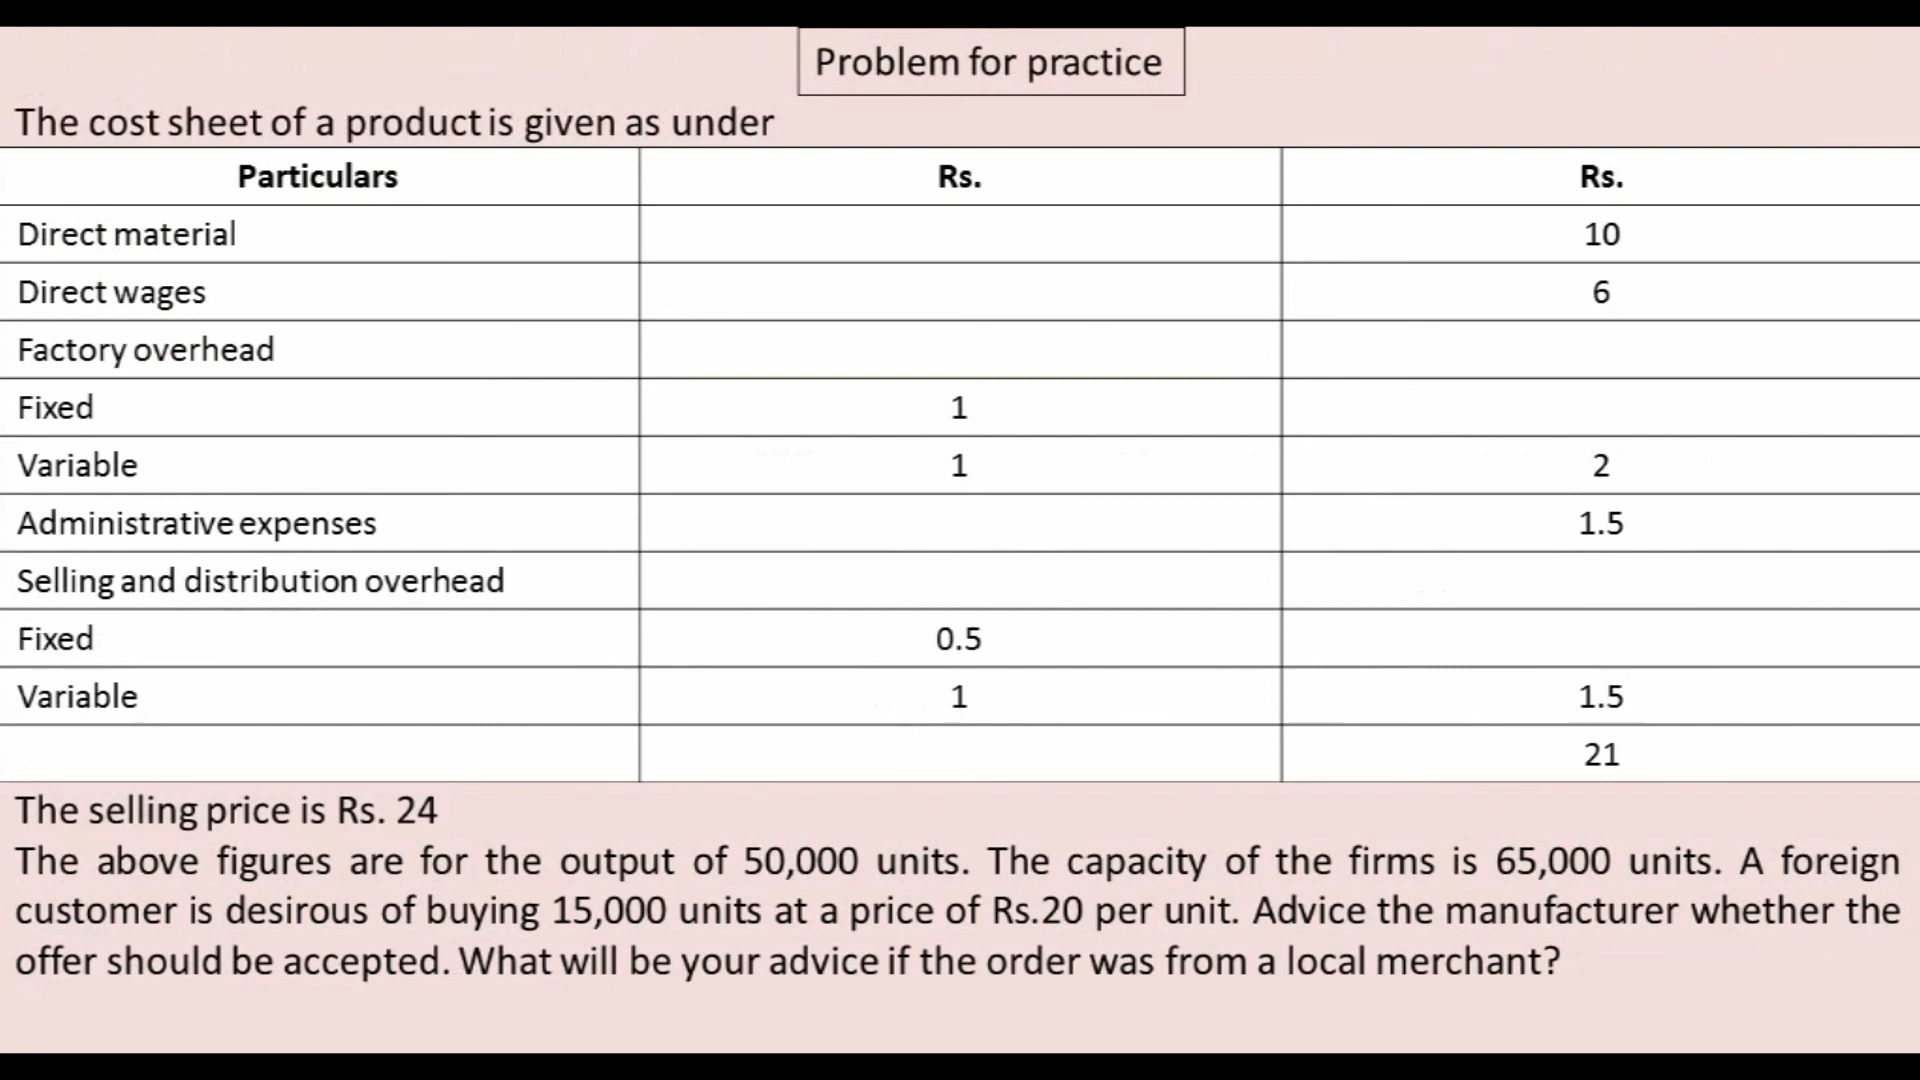 Problem for practice
The cost sheet of a product is given as under
Particulars Rs. Rs.
Direct material 10
Direct wages 6
Factory overhead
Fixed 1
Variable 1 2
Administrative expenses 1.5
Selling and distribution overhead
Fixed 0.5
Variable 1 1.5
21
The selling price is Rs. 24
The above figures are for the output of 50,000 units. The capacity of the firms is 65,000 units. A foreign
customer is desirous of buying 15,000 units at a price of Rs.20 per unit. Advice the manufacturer whether the
offer should be accepted. What will be your advice if the order was from a local merchant?